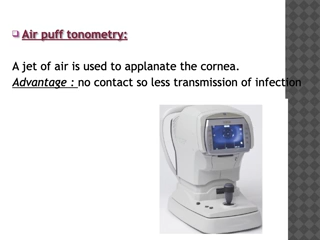 Air puff tonometry:
A jet of air is used to applanate the cornea.
Advantage : no contact so less transmission of infection